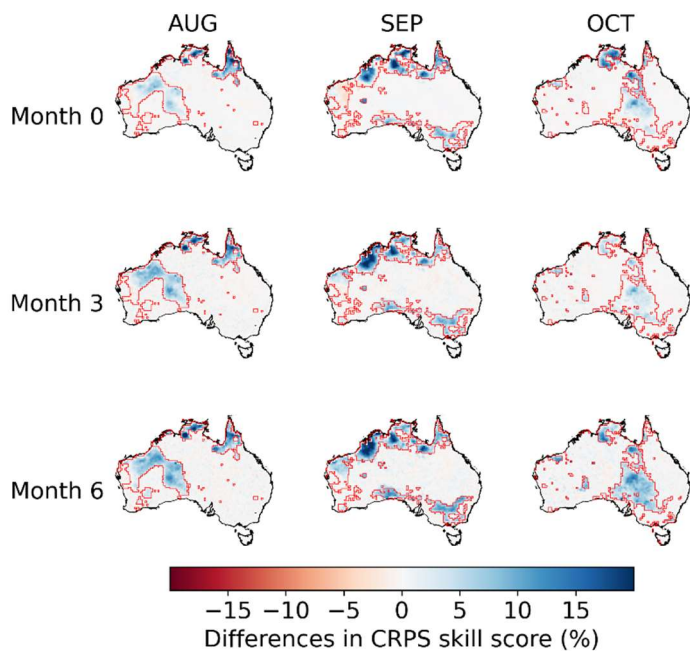 AUG SEP OCT
Month 0
Month 3
Month 6
−15 −10 −5 0 5 10 15
Differences in CRPS skill score (%)